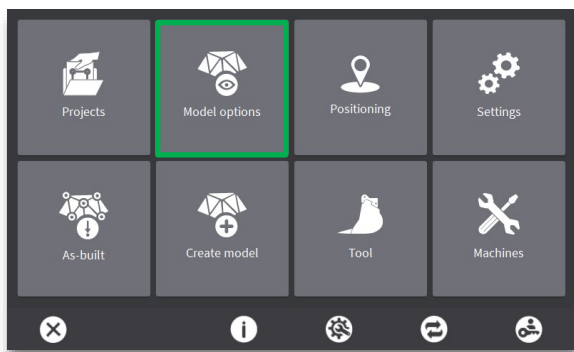 Projects
Model options
Positioning
Settings
As-built
Create model
Tool
Machines